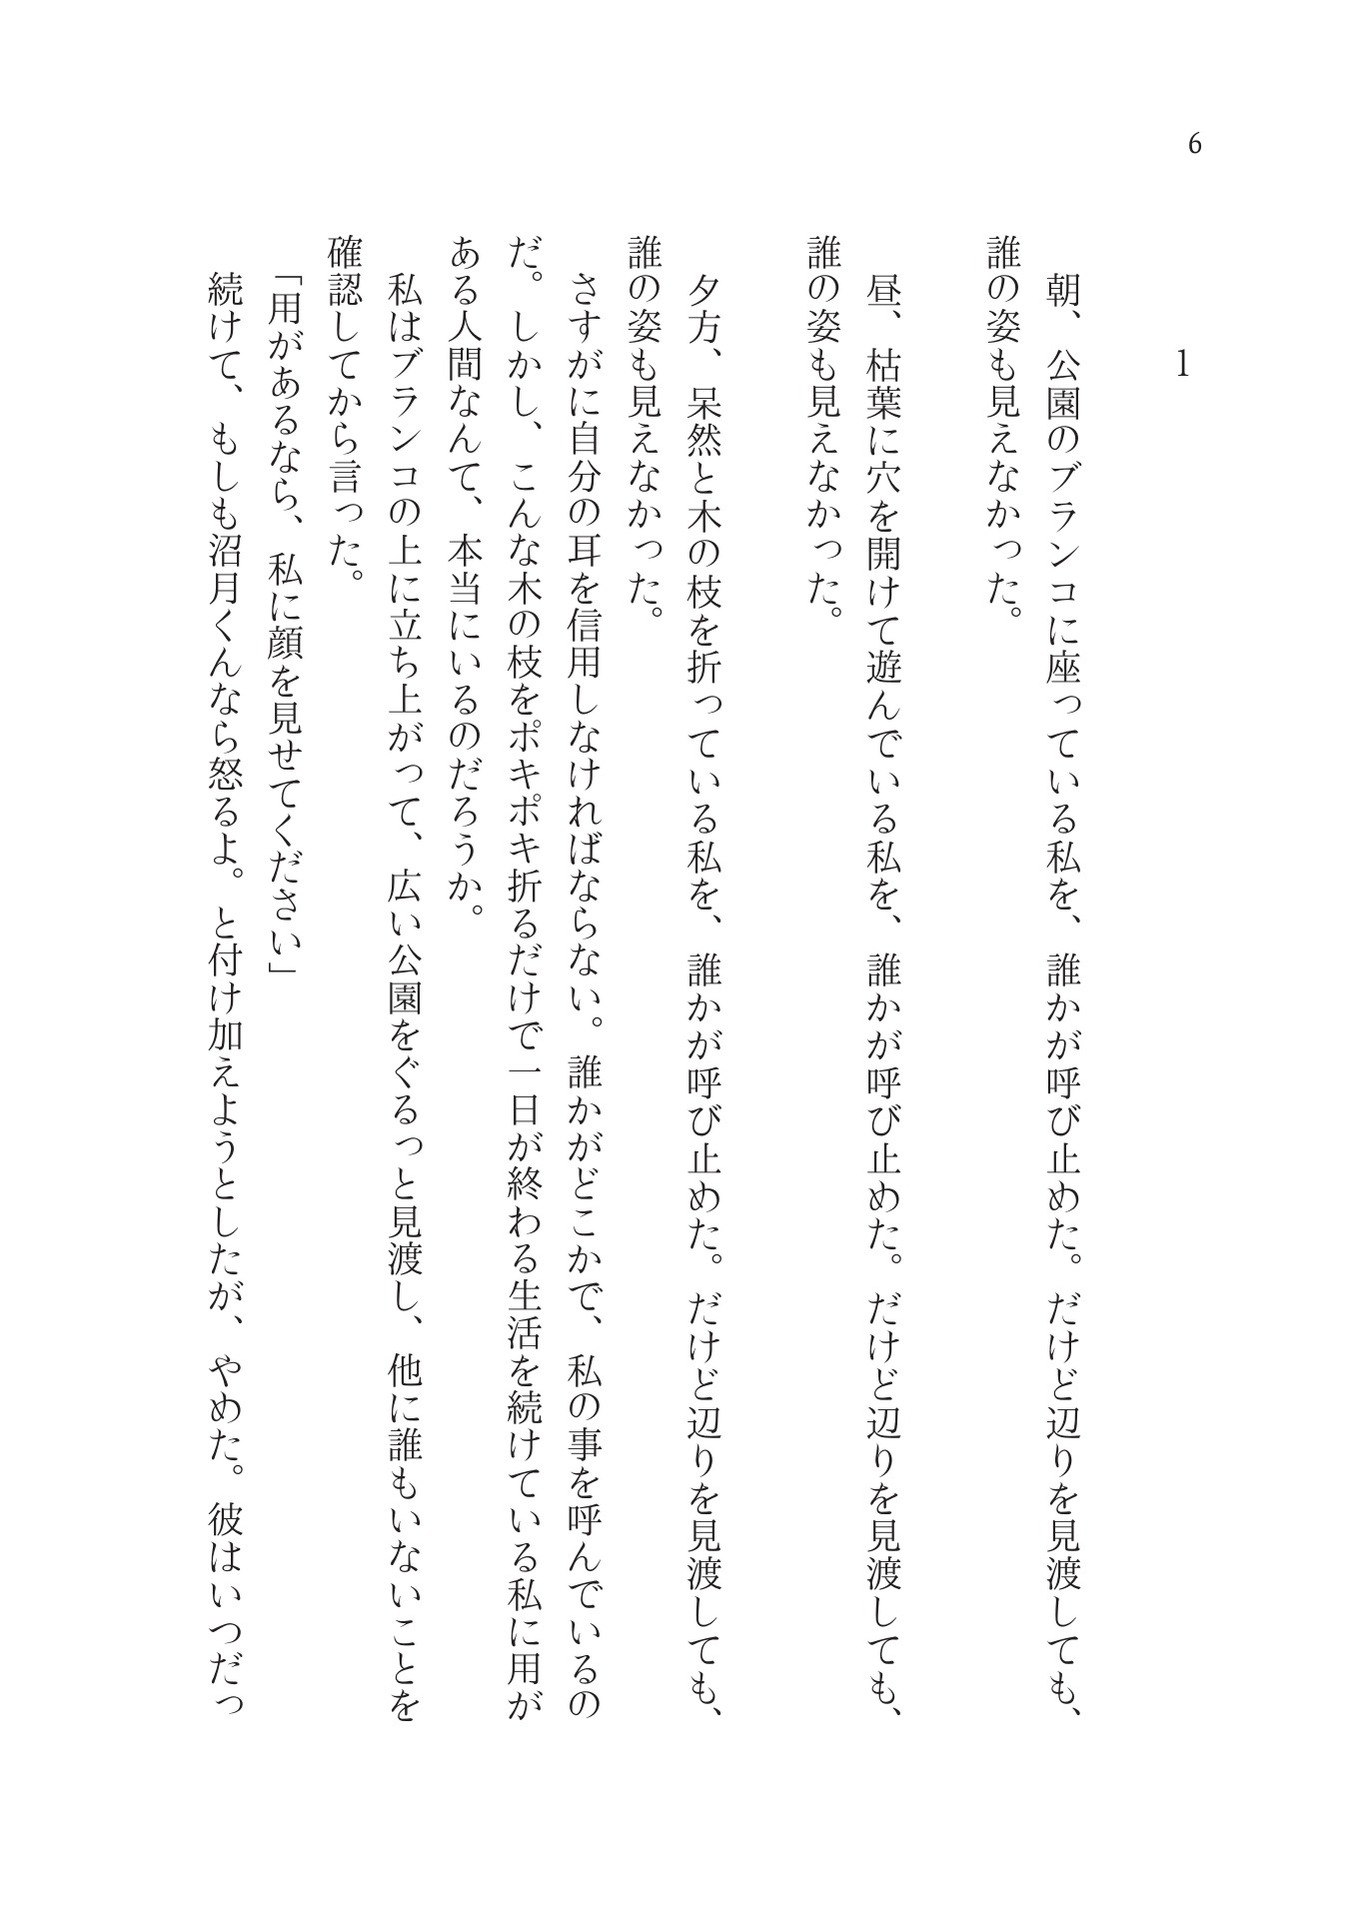 6
1
　朝、公園のブランコに座っている私を、誰かが呼び止めた。だけど辺りを見渡しても、
誰の姿も見えなかった。
　昼、枯葉に穴を開けて遊んでいる私を、誰かが呼び止めた。だけど辺りを見渡しても、
誰の姿も見えなかった。
　夕方、呆然と木の枝を折っている私を、誰かが呼び止めた。だけど辺りを見渡しても、
誰の姿も見えなかった。
　さすがに自分の耳を信用しなければならない。誰かがどこかで、私の事を呼んでいるの
だ。しかし、こんな木の枝をポキポキ折るだけで一日が終わる生活を続けている私に用が
ある人間なんて、本当にいるのだろうか。
　私はブランコの上に立ち上がって、広い公園をぐるっと見渡し、他に誰もいないことを
確認してから言った。
「用があるなら、私に顔を見せてください」
　続けて、もしも沼月くんなら怒るよ。と付け加えようとしたが、やめた。彼はいつだっ